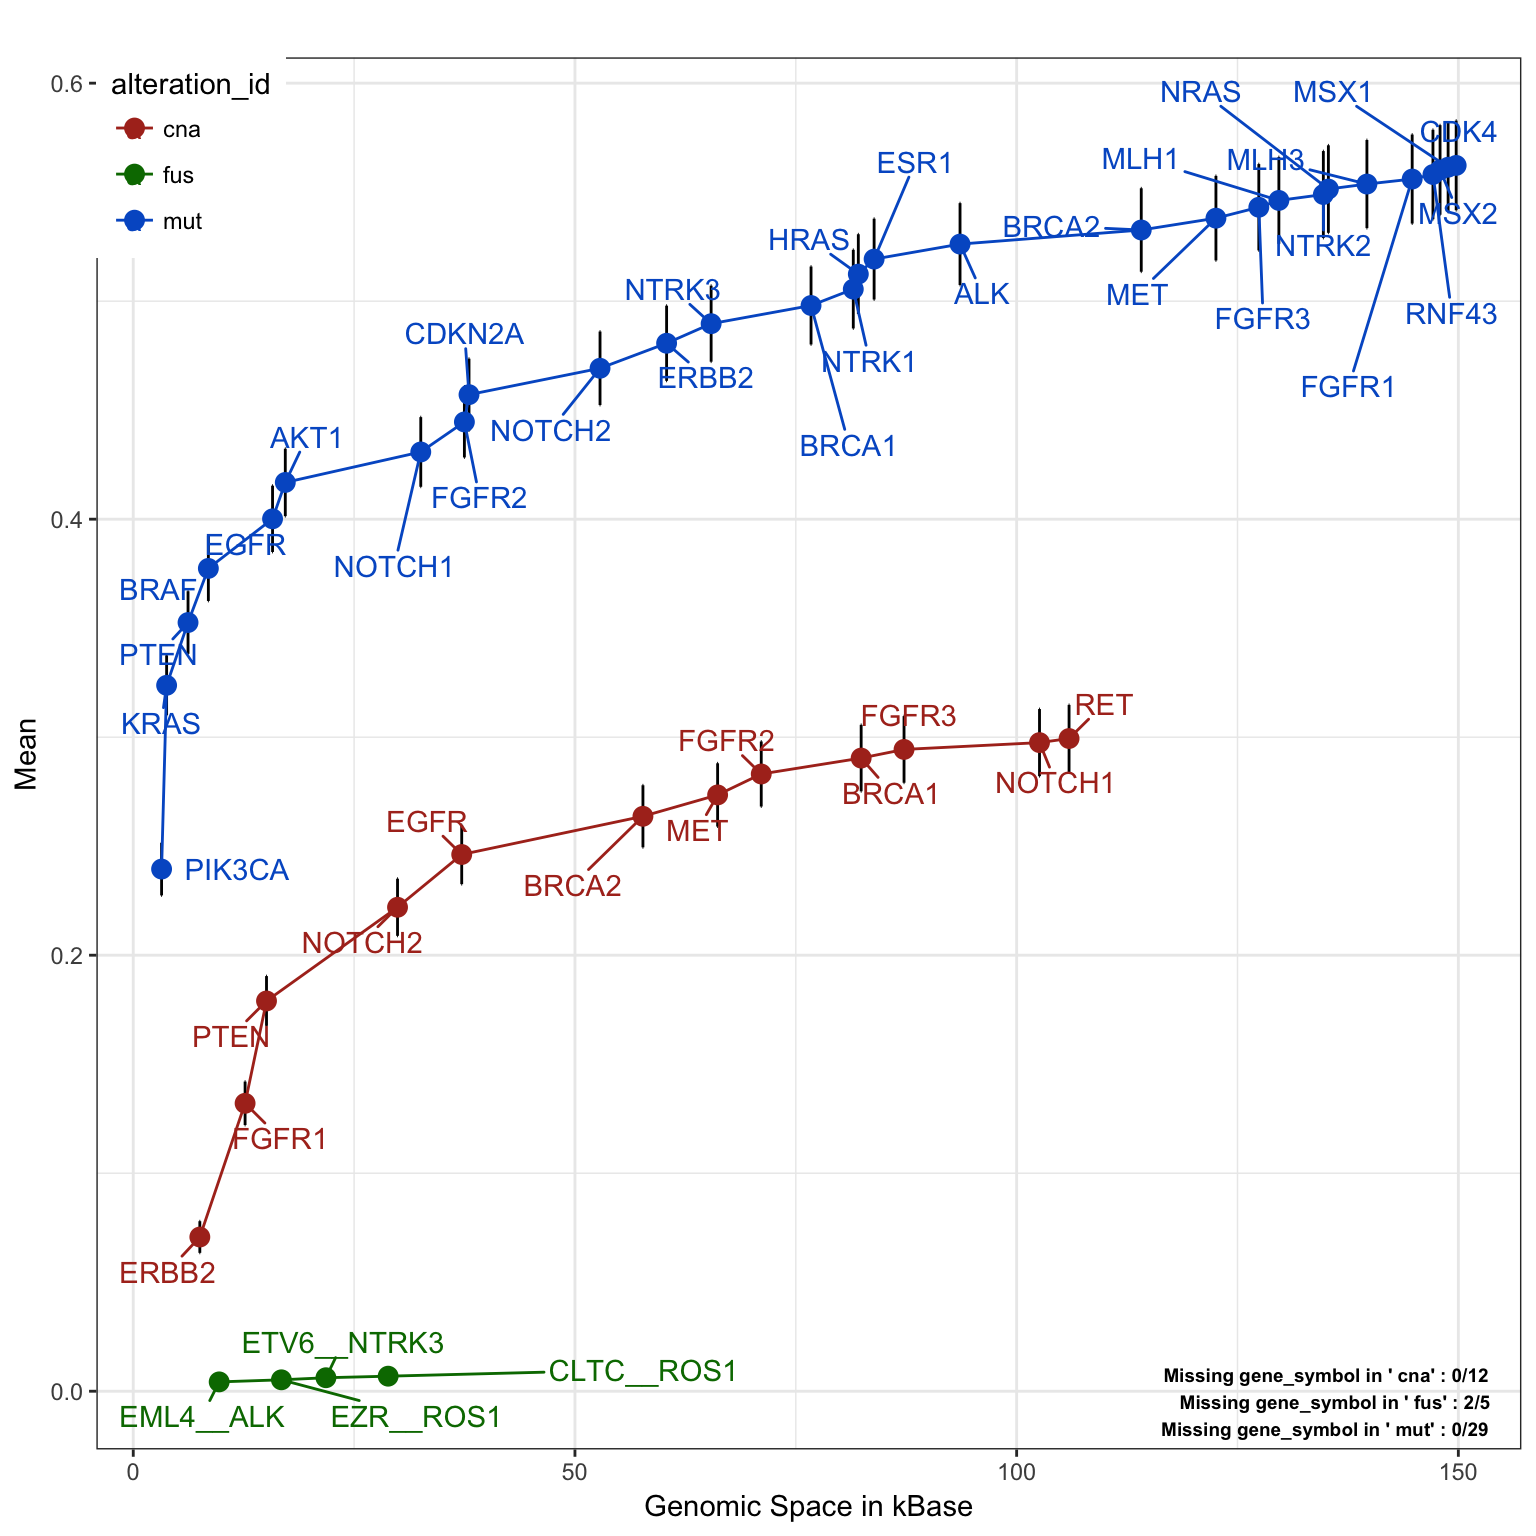 alteration_id
cna
fus
mut
0.6
0.4
0.2
0.0
Mean
NRAS
MSX1
CDK4
ESR1
MLH1
MLH3
HRAS
BRCA2
MSX2
NTRK2
NTRK3
ALK
MET
FGFR3
RNF43
CDKN2A
NTRK1
ERBB2
FGFR1
NOTCH2
AKT1
BRCA1
FGFR2
EGFR
NOTCH1
BRAF
PTEN
KRAS
PIK3CA
RET
FGFR3
FGFR2
NOTCH1
BRCA1
EGFR
MET
BRCA2
NOTCH2
PTEN
FGFR1
ERBB2
ETV6__NTRK3
CLTC__ROS1
EML4__ALK
EZR__ROS1
Missing gene_symbol in ' cna' : 0/12
Missing gene_symbol in ' fus' : 2/5
Missing gene_symbol in ' mut' : 0/29
0
50
100
150
Genomic Space in kBase